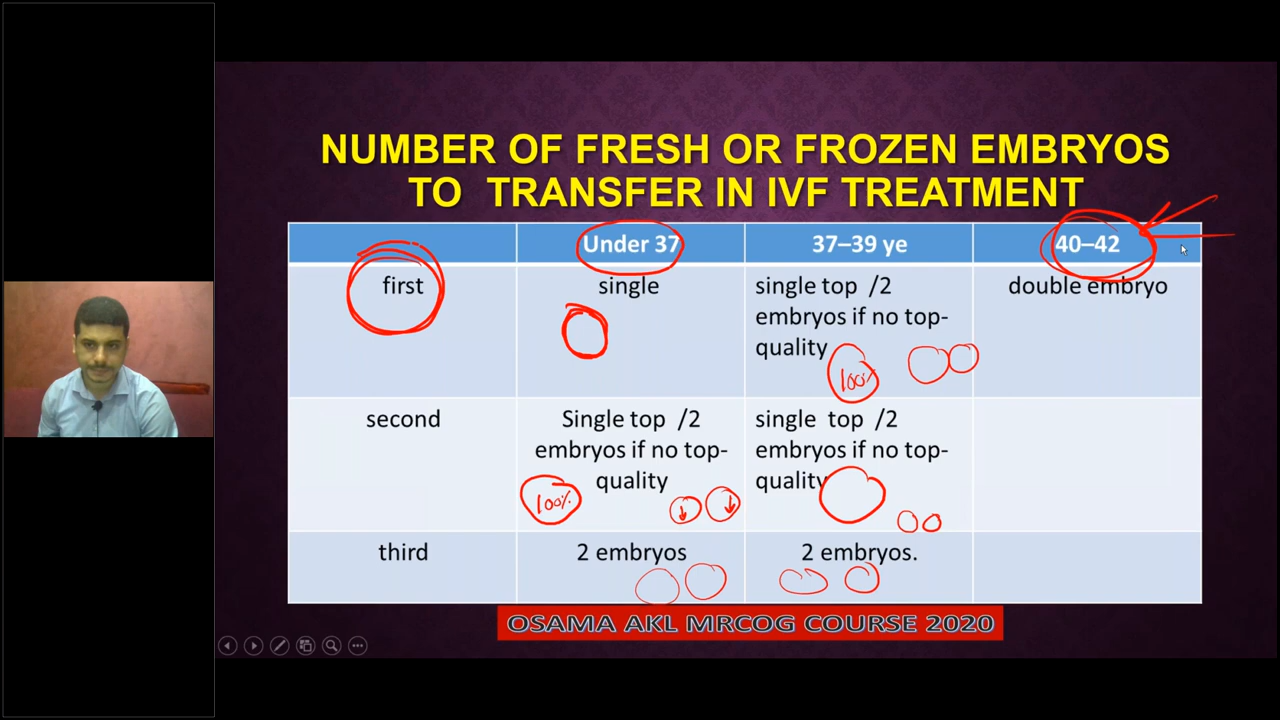 NUMBER OF FRESH OR FROZEN EMBRYOS
TO TRANSFER IN IVF TREATMENT
Under 37
37–39 ye
40–42
first
single
single top /2
embryos if no top-
quality
100%
double embryo
second
Single top /2
embryos if no top-
quality
100%
single top /2
embryos if no top-
quality
third
2 embryos
2 embryos.
OSAMA AKL MRCOG COURSE 2020